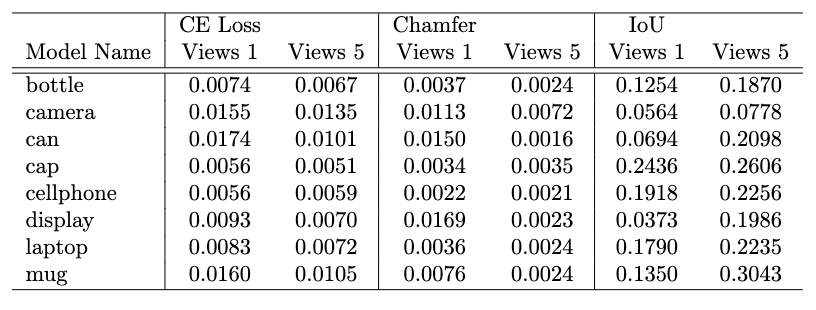 CE Loss Chamfer IoU
Model Name Views 1 Views 5 Views 1 Views 5 Views 1 Views 5
bottle 0.0074 0.0067 0.0037 0.0024 0.1254 0.1870
camera 0.0155 0.0135 0.0113 0.0072 0.0564 0.0778
can 0.0174 0.0101 0.0150 0.0016 0.0694 0.2098
cap 0.0056 0.0051 0.0034 0.0035 0.2436 0.2606
cellphone 0.0056 0.0059 0.0022 0.0021 0.1918 0.2256
display 0.0093 0.0070 0.0169 0.0023 0.0373 0.1986
laptop 0.0083 0.0072 0.0036 0.0024 0.1790 0.2235
mug 0.0160 0.0105 0.0076 0.0024 0.1350 0.3043